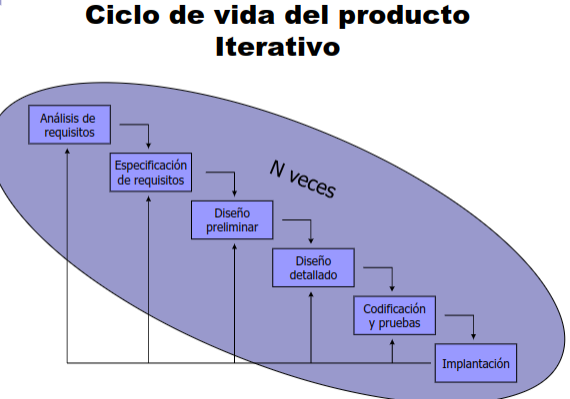 Ciclo de vida del producto
Iterativo
Análisis de
requisitos
Especificación
de requisitos
N veces
Diseño
preliminar
Diseño
detallado
Codificación
y pruebas
Implantación